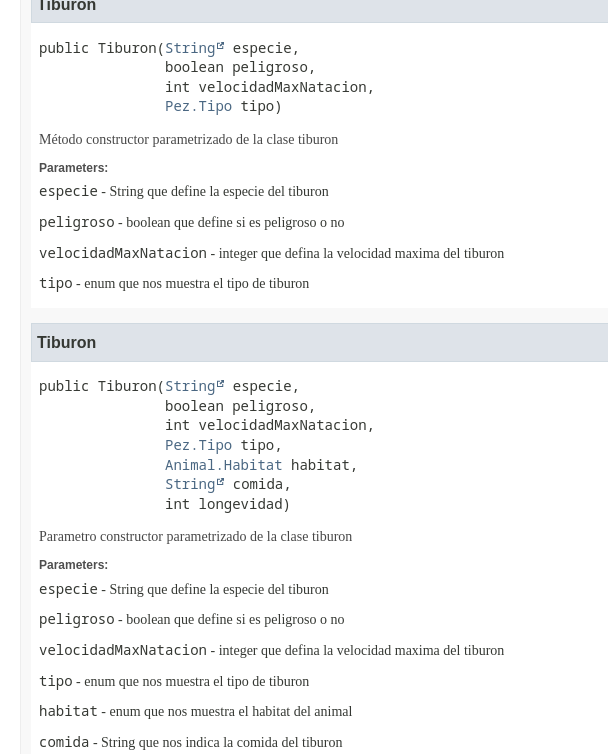 Tiburon
public Tiburon(String especie,
boolean peligroso,
int velocidadMaxNatacion,
Pez.Tipo tipo)
Método constructor parametrizado de la clase tiburon
Parameters:
especie - String que define la especie del tiburon
peligroso - boolean que define si es peligroso o no
velocidadMaxNatacion - integer que defina la velocidad maxima del tiburon
tipo - enum que nos muestra el tipo de tiburon
Tiburon
public Tiburon(String especie,
boolean peligroso,
int velocidadMaxNatacion,
Pez.Tipo tipo,
Animal.Habitat habitat,
String comida,
int longevidad)
Parametro constructor parametrizado de la clase tiburon
Parameters:
especie - String que define la especie del tiburon
peligroso - boolean que define si es peligroso o no
velocidadMaxNatacion - integer que defina la velocidad maxima del tiburon
tipo - enum que nos muestra el tipo de tiburon
habitat - enum que nos muestra el habitat del animal
comida - String que nos indica la comida del tiburon